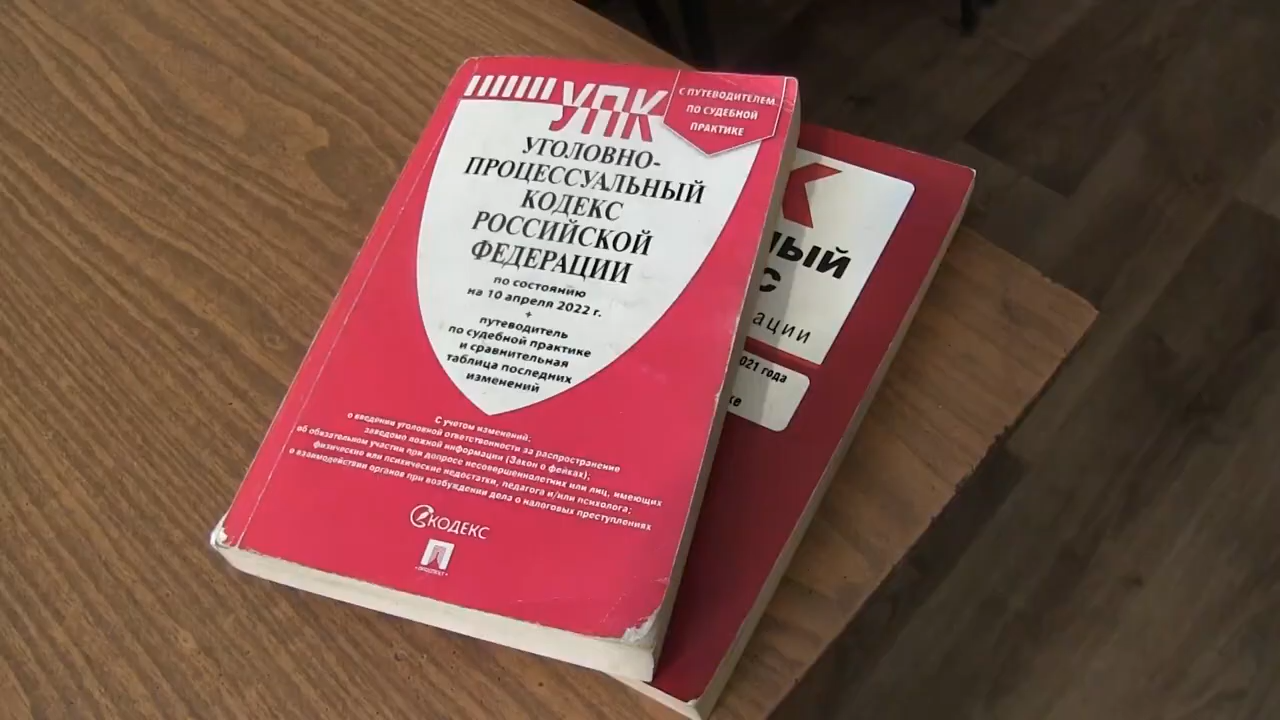 УПК
С ПУТЕВОДИТЕЛЕМ
ПО СУДЕБНОЙ
ПРАКТИКЕ
УГОЛОВНО-
ПРОЦЕССУАЛЬНЫЙ
КОДЕКС
РОССИЙСКОЙ
ФЕДЕРАЦИИ
по состоянию
на 10 апреля 2022 г.
+
путеводитель
по судебной практике
и сравнительная
таблица последних
изменений
С учетом изменений:
о введении уголовной ответственности за распространение
заведомо ложной информации (Закон о фейках);
об обязательном участии при допросе несовершеннолетних или лиц, имеющих
физические или психические недостатки, педагога и/или психолога;
о взаимодействии органов при возбуждении дела о налоговых преступлениях
КОДЕКС
ПРОСПЕКТ
К
ный
с
ации
021 года
ке